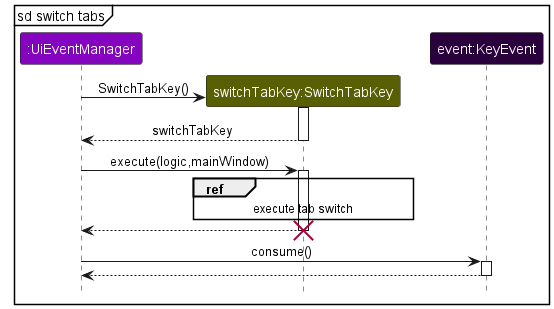 sd switch tabs
:UiEventManager
event:KeyEvent
SwitchTabKey()
switchTabKey:SwitchTabKey
switchTabKey
execute(logic,mainWindow)
ref
execute tab switch
consume()